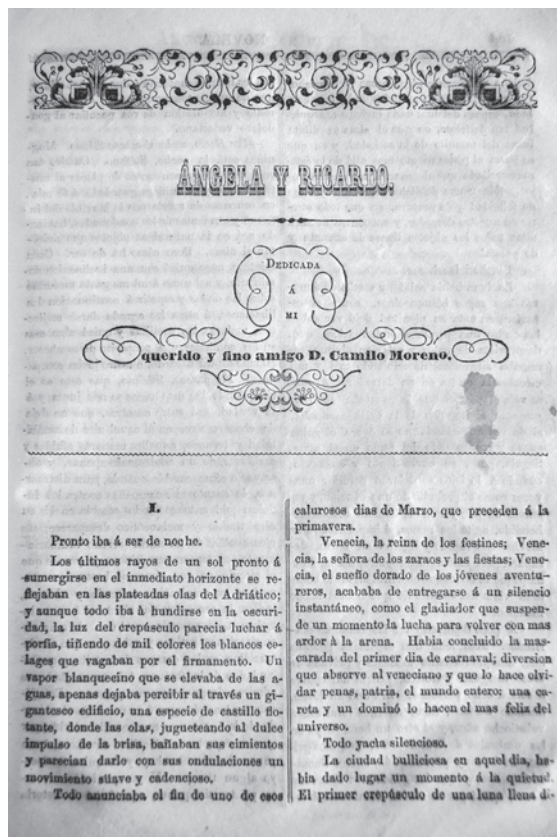 ÁNGELA Y RICARDO,
DEDICADA
á
MI
querido y fino amigo D. Camilo Moreno.
I.
Pronto iba á ser de noche.
Los últimos rayos de un sol pronto á
sumergirse en el inmediato horizonte se re-
flejaban en las plateadas olas del Adriático;
y aunque todo iba á hundirse en la oscuri-
dad, la luz del crepúsculo parecia luchar á
porfia, tiñendo de mil colores los blancos ce-
lages que vagaban por el firmamento. Un
vapor blanquecino que se elevaba de las a-
guas, apenas dejaba percibir al través un gi-
gantesco edificio, una especie de castillo flo-
tante, donde las olas, jugueteando al dulce
impulso de la brisa, bañaban sus cimientos
y parecian darlo con sus ondulaciones un
movimiento süave y cadencioso.
Todo anunciaba el fin de uno de esos
calurosos dias de Marzo, que preceden á la
primavera.
Venecia, la reina de los festines; Vene-
cia, la señora de los zaraos y las fiestas; Vene-
cia, el sueño dorado de los jóvenes aventu-
reros, acababa de entregarse á un silencio
instantáneo, como el gladiador que suspen-
de un momento la lucha para volver con mas
ardor á la arena. Habia concluido la mas-
carada del primer dia de carnaval; diversion
que absorve al veneciano y que lo hace olvi-
dar penas, patria, el mundo entero: una ca-
reta y un dominó lo hacen el mas feliz del
universo.
Todo yacia silencioso.
La ciudad bulliciosa en aquel dia, ha-
bia dado lugar un momento á la quietud.
El primer crepúsculo de una luna llena